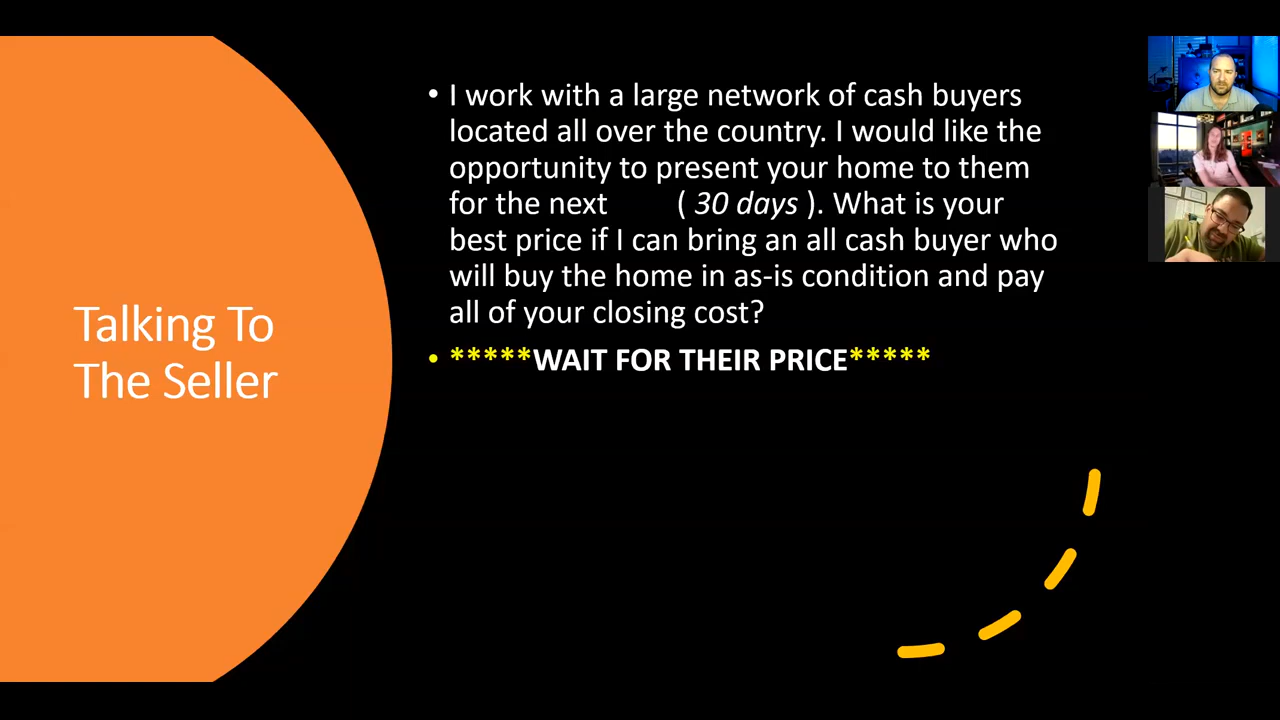 Talking To
The Seller
• I work with a large network of cash buyers
located all over the country. I would like the
opportunity to present your home to them
for the next ( 30 days ). What is your
best price if I can bring an all cash buyer who
will buy the home in as-is condition and pay
all of your closing cost?
• *****WAIT FOR THEIR PRICE*****